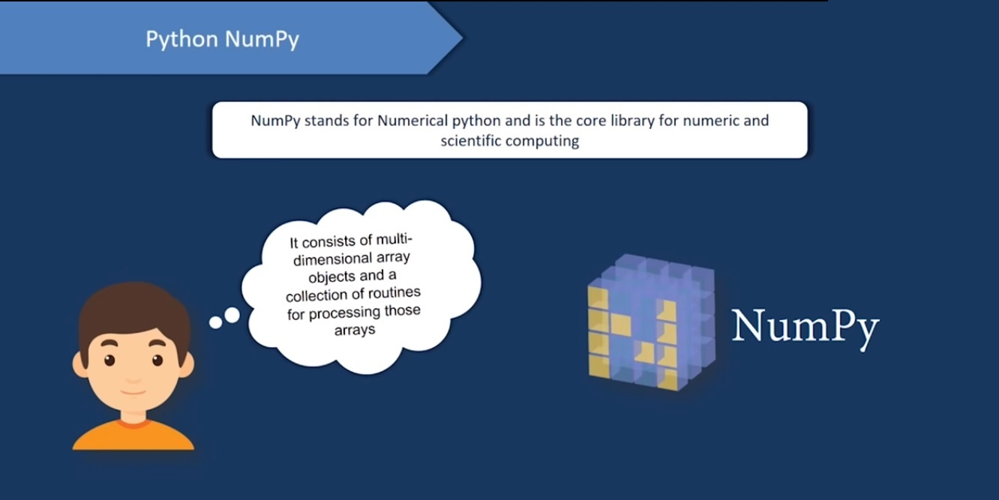 Python NumPy
NumPy stands for Numerical python and is the core library for numeric and
scientific computing
It consists of multi-
dimensional array
objects and a
collection of routines
for processing those
arrays
NumPy